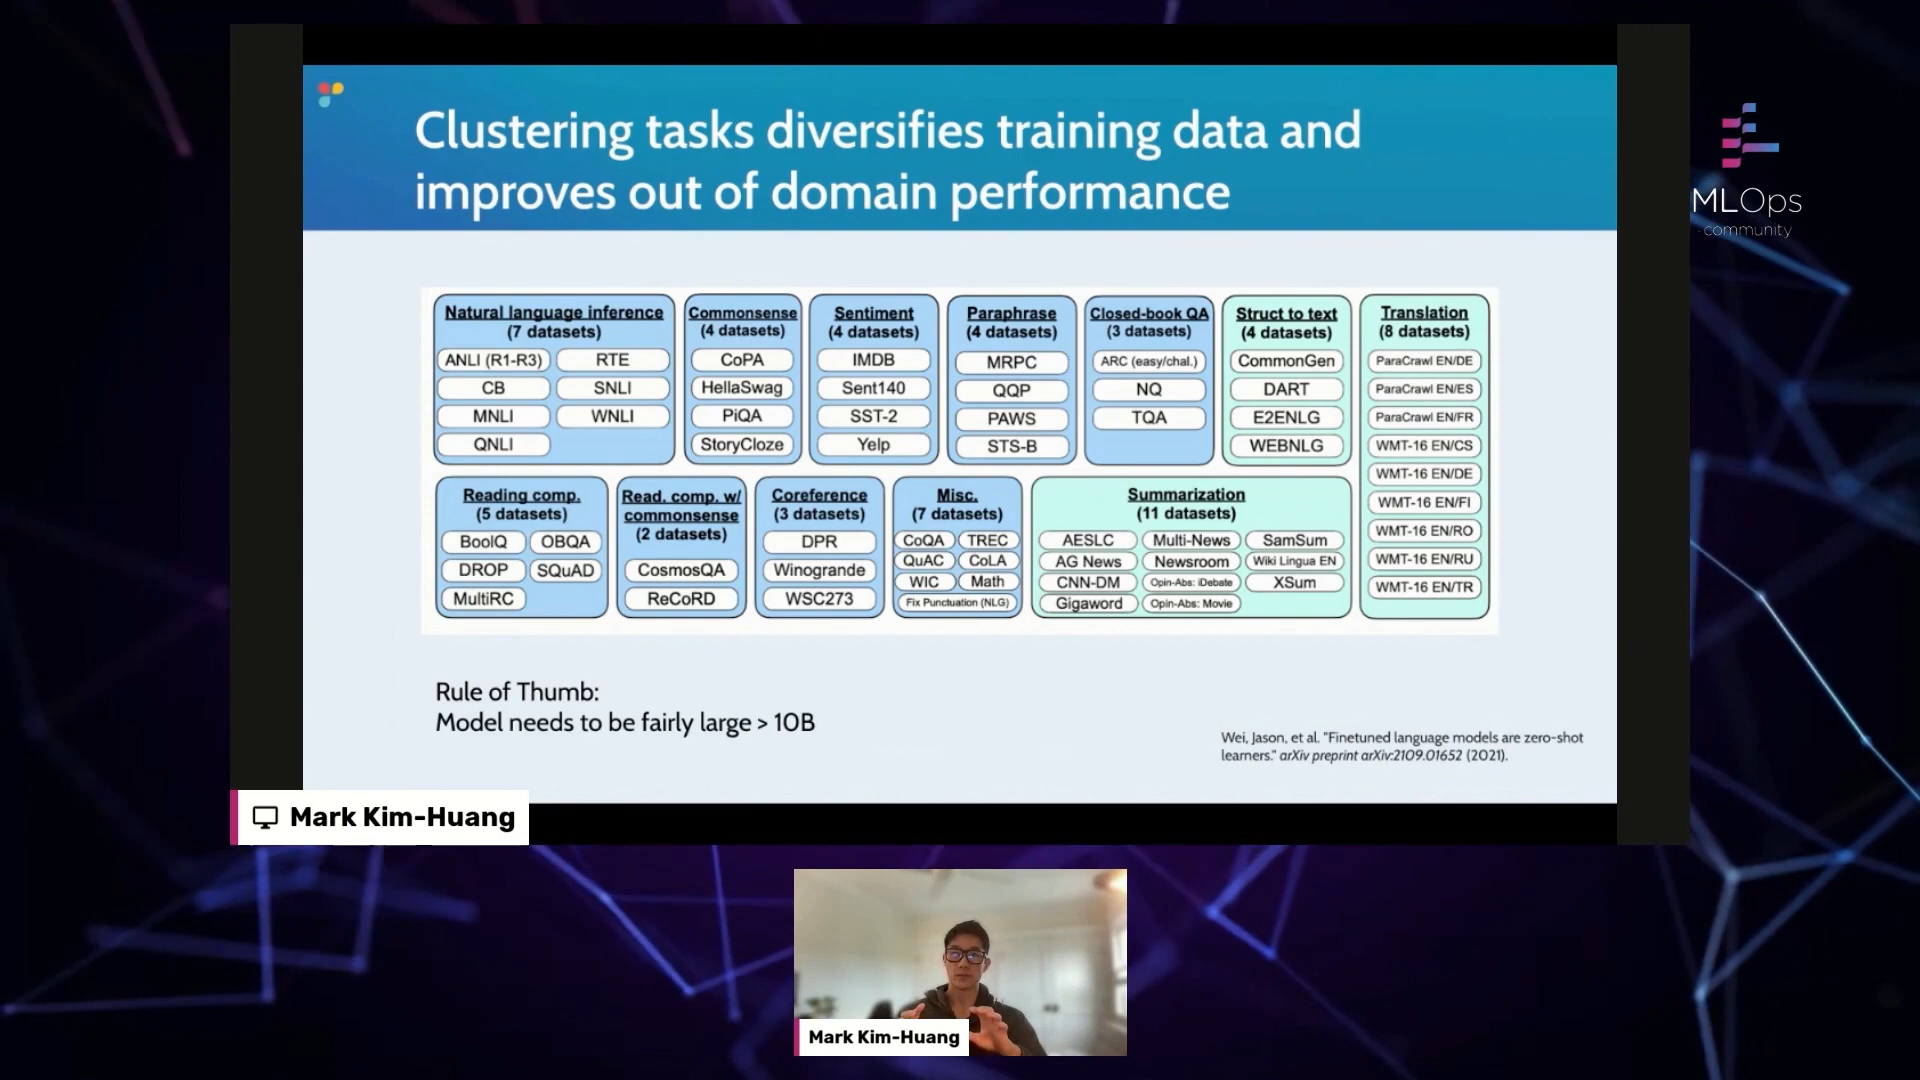 Clustering tasks diversifies training data and
improves out of domain performance
MLOps
community
Natural language inference
(7 datasets)
ANLI (R1-R3)
RTE
CB
SNLI
MNLI
WNLI
QNLI
Commonsense
(4 datasets)
CoPA
HellaSwag
PiQA
StoryCloze
Sentiment
(4 datasets)
IMDB
Sent140
SST-2
Yelp
Paraphrase
(4 datasets)
MRPC
QQP
PAWS
STS-B
Closed-book QA
(3 datasets)
ARC (easy/chal.)
NQ
TQA
Struct to text
(4 datasets)
CommonGen
DART
E2ENLG
WEBNLG
Translation
(8 datasets)
ParaCrawl EN/DE
ParaCrawl EN/ES
ParaCrawl EN/FR
WMT-16 EN/CS
WMT-16 EN/DE
WMT-16 EN/FI
WMT-16 EN/RO
WMT-16 EN/RU
WMT-16 EN/TR
Reading comp.
(5 datasets)
BoolQ
OBQA
DROP
SQuAD
MultiRC
Read. comp. w/
commonsense
(2 datasets)
CosmosQA
ReCoRD
Coreference
(3 datasets)
DPR
Winogrande
WSC273
Misc.
(7 datasets)
CoQA
TREC
QuAC
CoLA
WIC
Math
Fix Punctuation (NLG)
Summarization
(11 datasets)
AESLC
Multi-News
SamSum
AG News
Newsroom
Wiki Lingua EN
CNN-DM
Opin-Abs: iDebate
XSum
Gigaword
Opin-Abs: Movie
Rule of Thumb:
Model needs to be fairly large > 10B
Wei, Jason, et al. "Finetuned language models are zero-shot
learners." arXiv preprint arXiv:2109.01652 (2021).
Mark Kim-Huang
Mark Kim-Huang